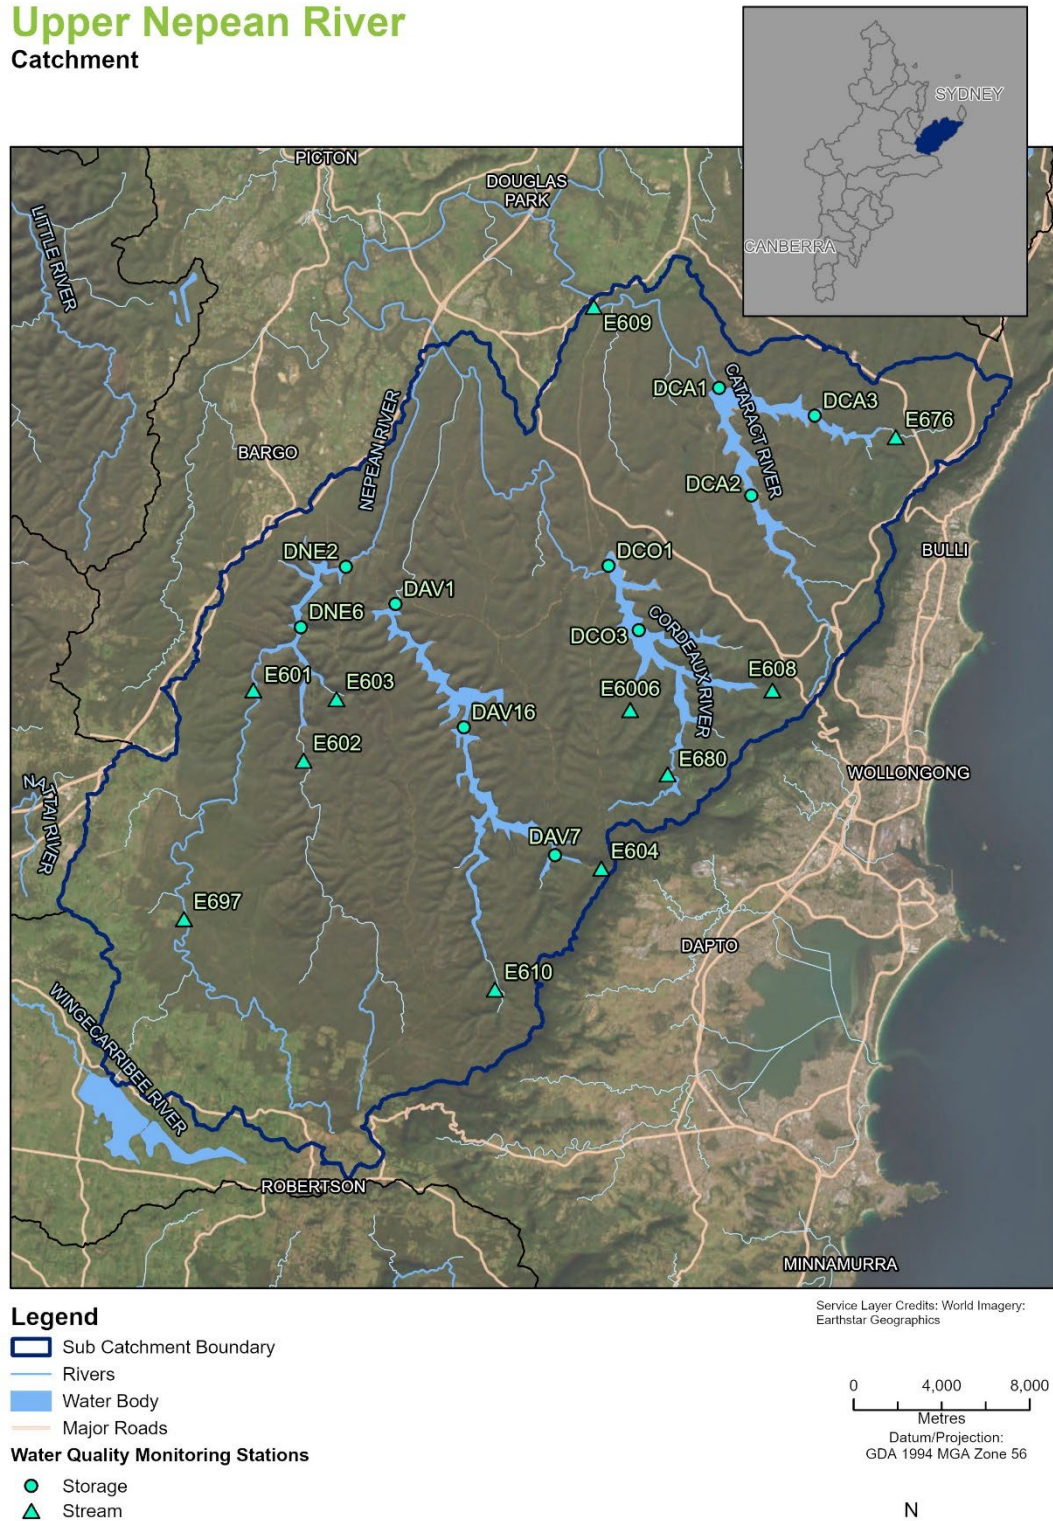 Upper Nepean River
Catchment
SYDNEY
CANBERRA
PICTON
DOUGLAS
PARK
LITTLE RIVER
E609
DCA1
CATARACT RIVER
DCA3
E676
NEPEAN RIVER
BARGO
DCA2
BULLI
DNE2
DCO1
DAV1
DNE6
DCO3
CORDEAUX RIVER
E601
E603
E6006
E608
DAV16
E602
E680
WOLLONGONG
NATTAI RIVER
DAV7
E604
E697
DAPTO
E610
WINGECARRIBEE RIVER
ROBERTSON
MINNAMURRA
Legend
Sub Catchment Boundary
Rivers
Water Body
Major Roads
Water Quality Monitoring Stations
Storage
Stream
Service Layer Credits: World Imagery:
Earthstar Geographics
0 4,000 8,000
Metres
Datum/Projection:
GDA 1994 MGA Zone 56
N